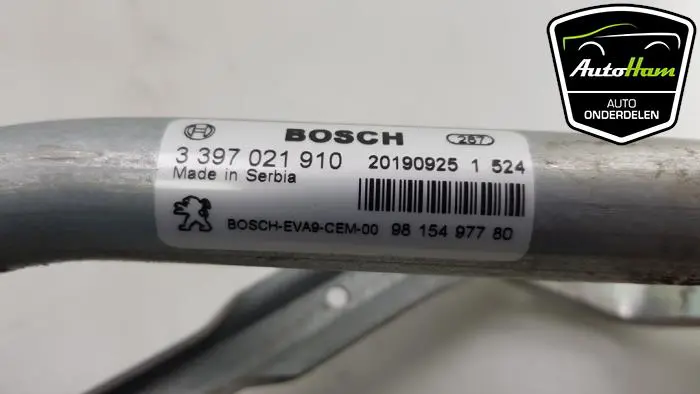 AutoHam
AUTO
ONDERDELEN
BOSCH 287
3 397 021 910 20190925 1 524
Made in Serbia
BOSCH-EVA9-CEM-00 98 154 977 80